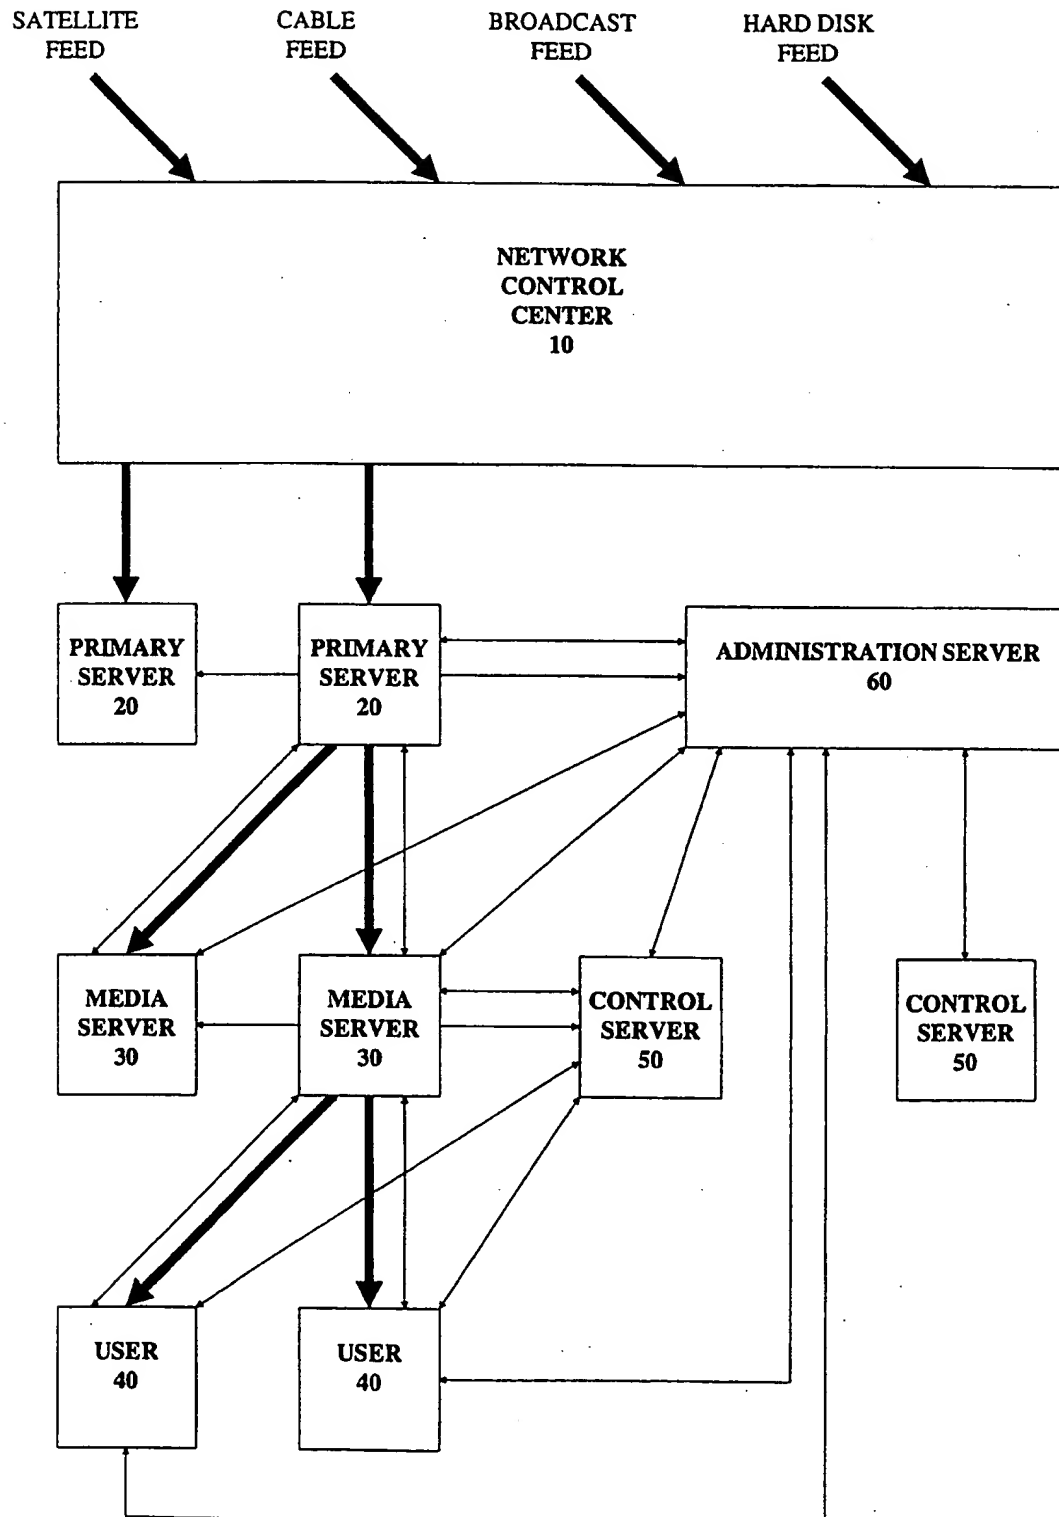 SATELLITE
FEED
CABLE
FEED
BROADCAST
FEED
HARD DISK
FEED
NETWORK
CONTROL
CENTER
10
PRIMARY
SERVER
20
PRIMARY
SERVER
20
ADMINISTRATION SERVER
60
MEDIA
SERVER
30
MEDIA
SERVER
30
CONTROL
SERVER
50
CONTROL
SERVER
50
USER
40
USER
40